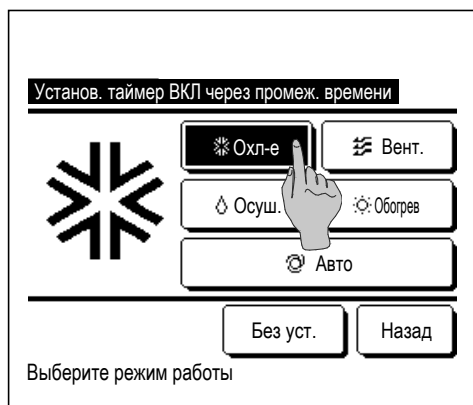 Установ. таймер ВКЛ через промеж. времени
Охл-е
Вент.
Осуш.
Обогрев
Авто
Без уст.
Назад
Выберите режим работы